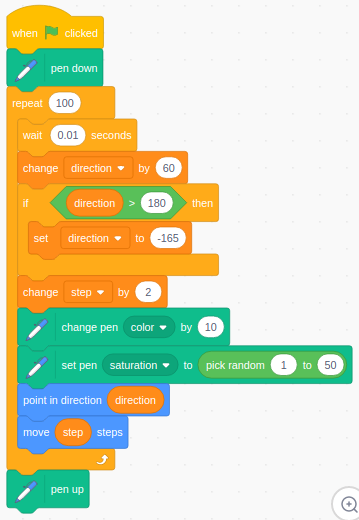 when clicked
pen down
repeat 100
wait 0.01 seconds
change direction by 60
if direction > 180 then
set direction to -165
change step by 2
change pen color by 10
set pen saturation to pick random 1 to 50
point in direction direction
move step steps
pen up